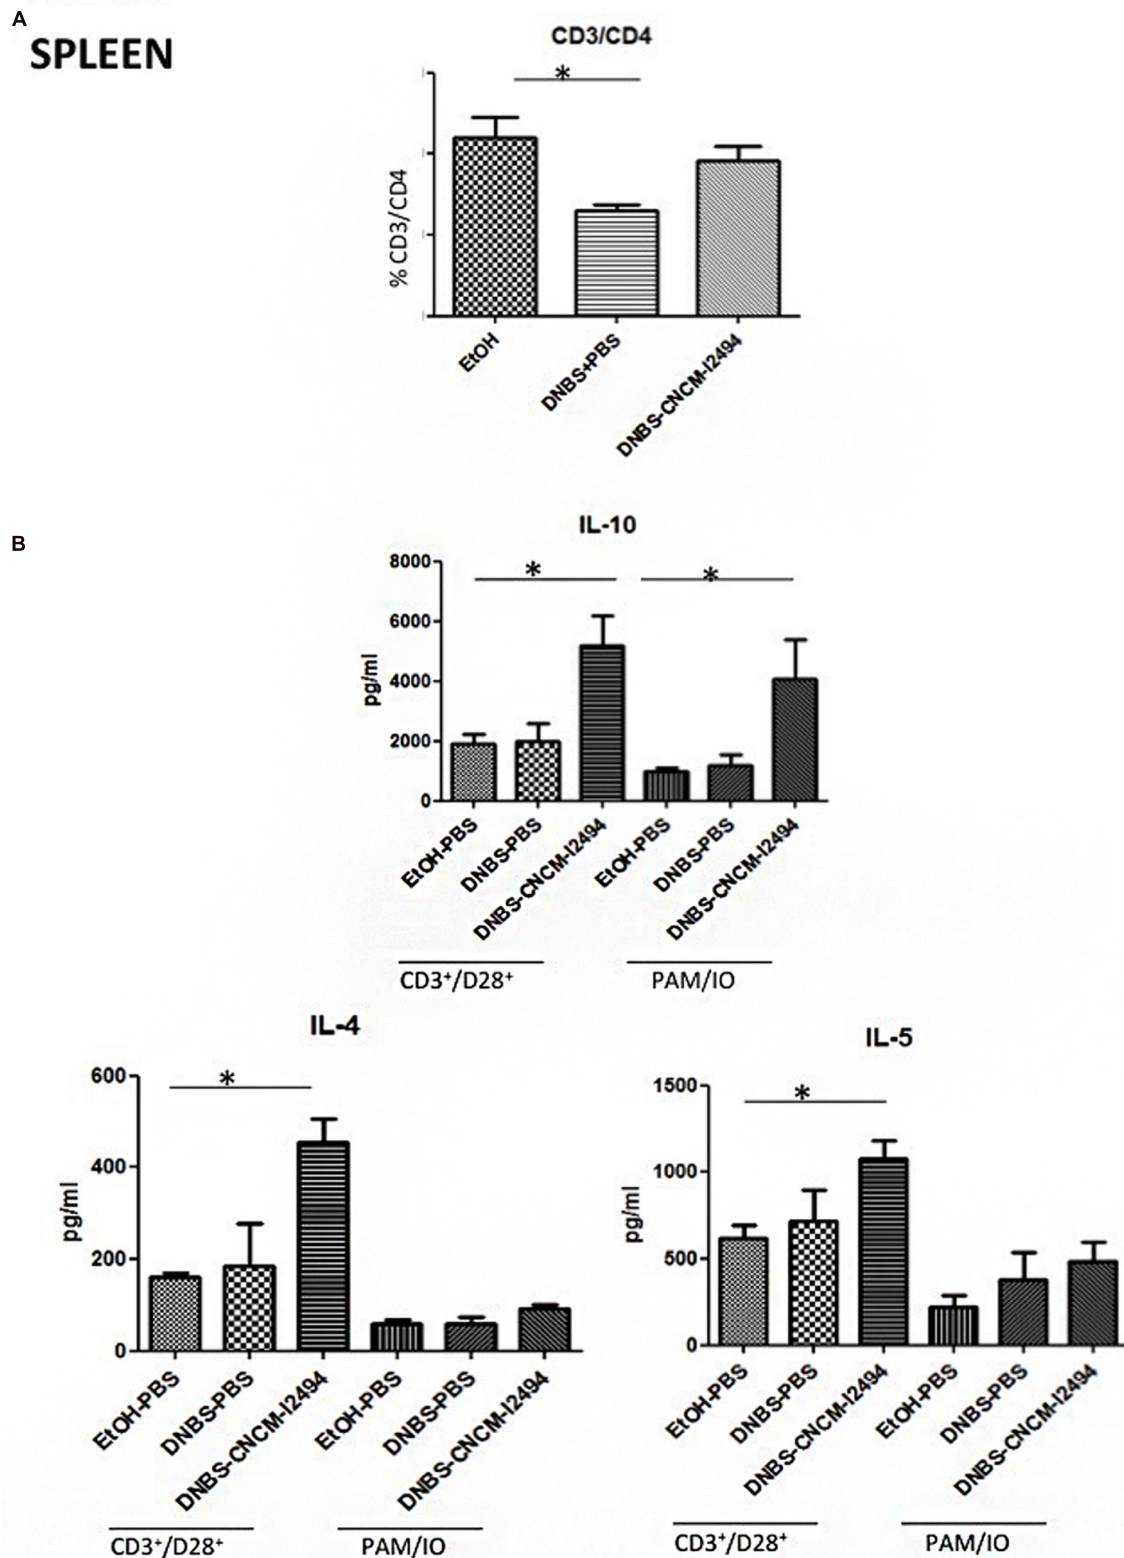 A
SPLEEN
CD3/CD4
*
% CD3/CD4
EtOH
DNBS+PBS
DNBS-CNCM-I2494
B
IL-10
8000
6000
4000
2000
0
pg/ml
*
*
EtOH-PBS
DNBS-PBS
DNBS-CNCM-I2494
EtOH-PBS
DNBS-PBS
DNBS-CNCM-I2494
CD3⁺/D28⁺
PAM/IO
IL-4
600
400
200
0
pg/ml
*
EtOH-PBS
DNBS-PBS
DNBS-CNCM-I2494
EtOH-PBS
DNBS-PBS
DNBS-CNCM-I2494
CD3⁺/D28⁺
PAM/IO
IL-5
1500
1000
500
0
pg/ml
*
EtOH-PBS
DNBS-PBS
DNBS-CNCM-I2494
EtOH-PBS
DNBS-PBS
DNBS-CNCM-I2494
CD3⁺/D28⁺
PAM/IO